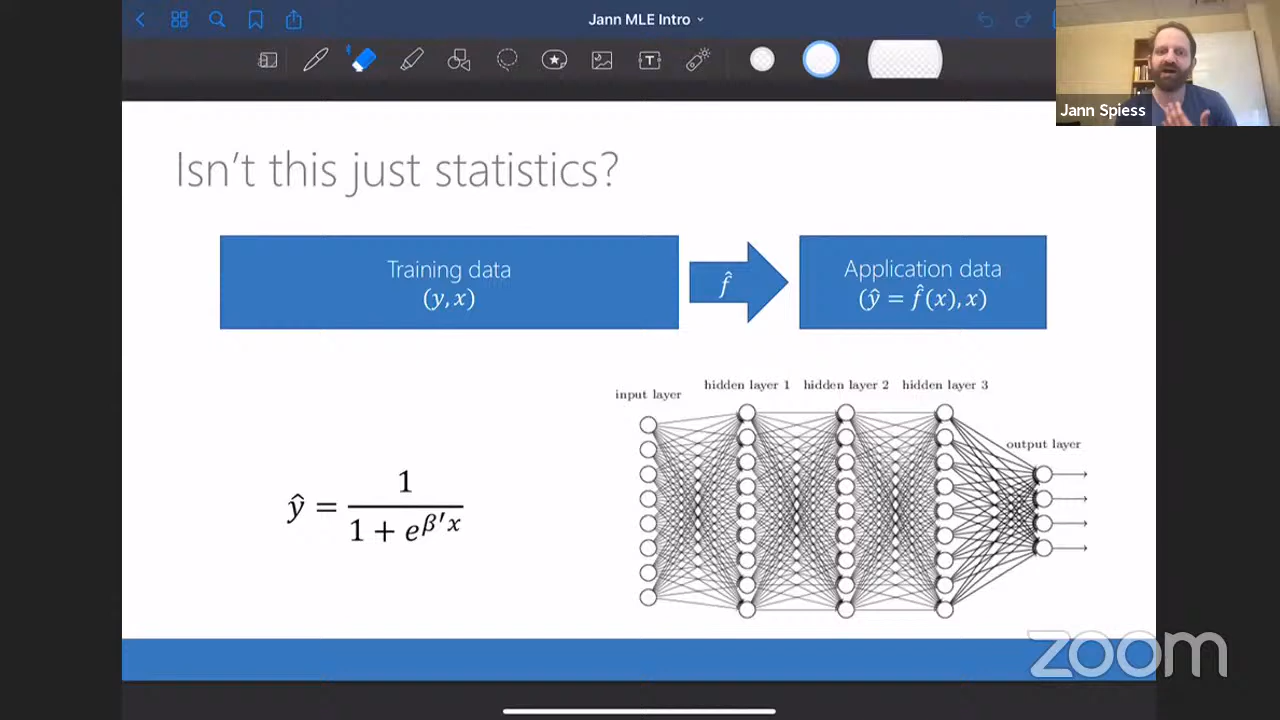 Jann MLE Intro
T
Jann Spiess
Isn't this just statistics?
Training data
(y, x)
f̂
Application data
(ŷ = f̂(x), x)
input layer
hidden layer 1
hidden layer 2
hidden layer 3
output layer
ŷ = 1 / (1 + e^{β′x})
zoom